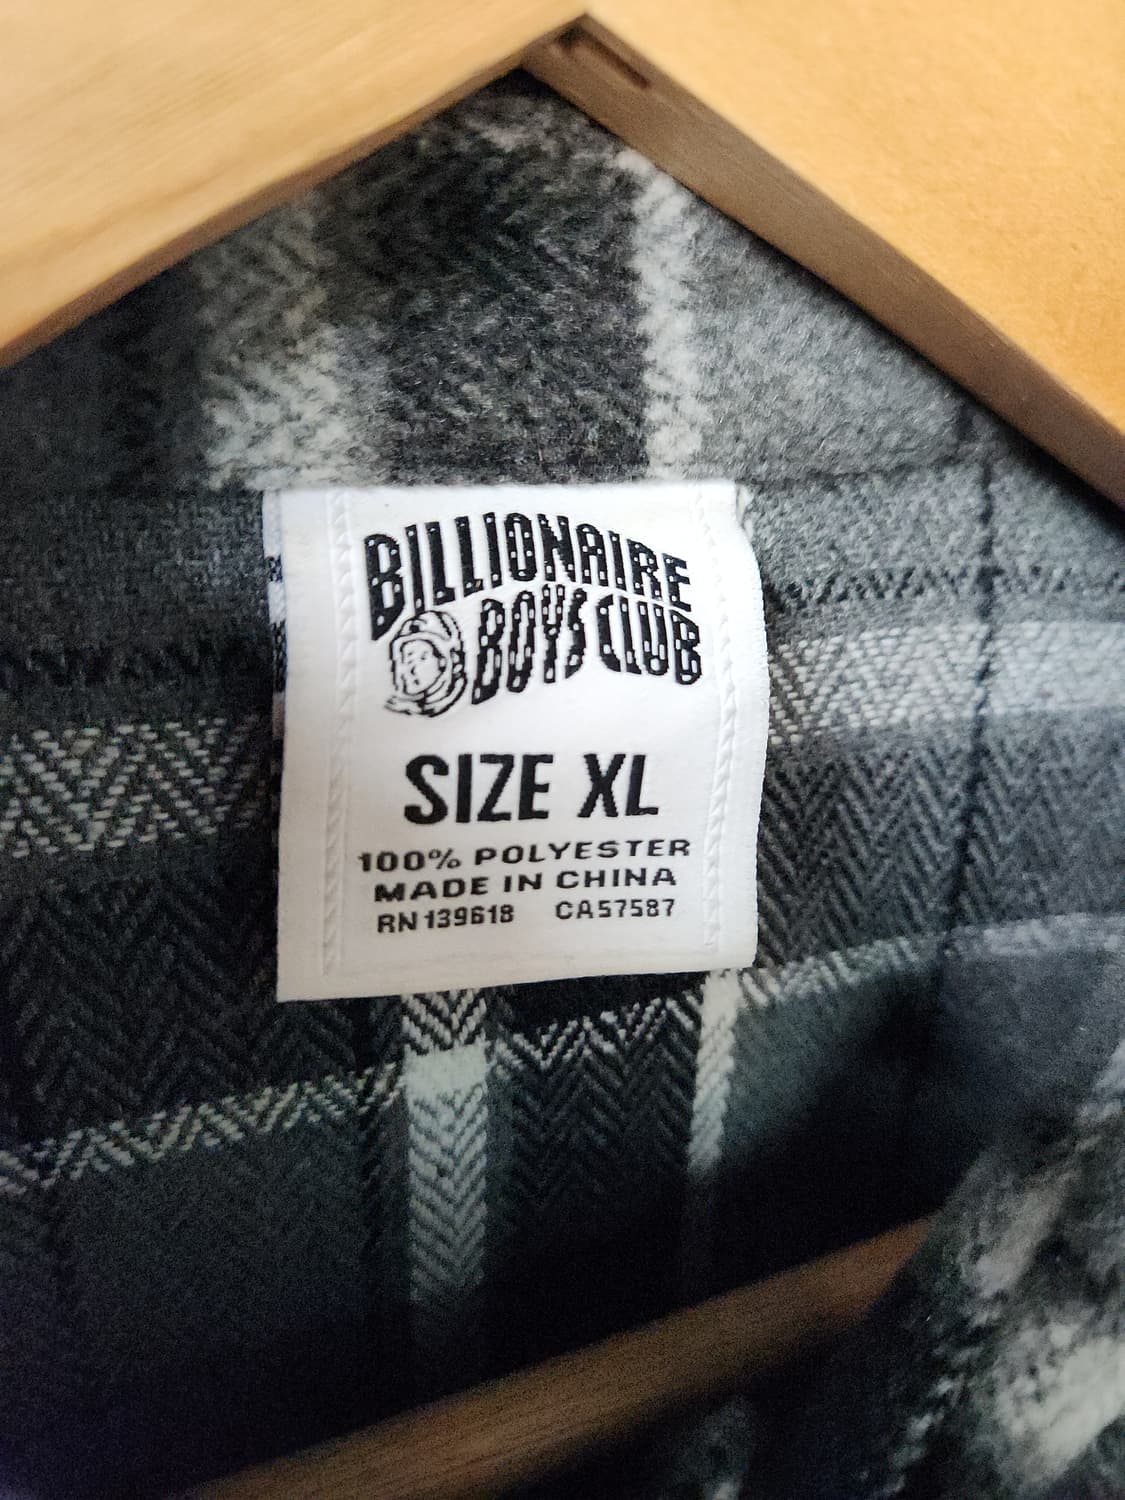 BILLIONAIRE
BOYS CLUB
SIZE XL
100% POLYESTER
MADE IN CHINA
RN 139618 CA57587